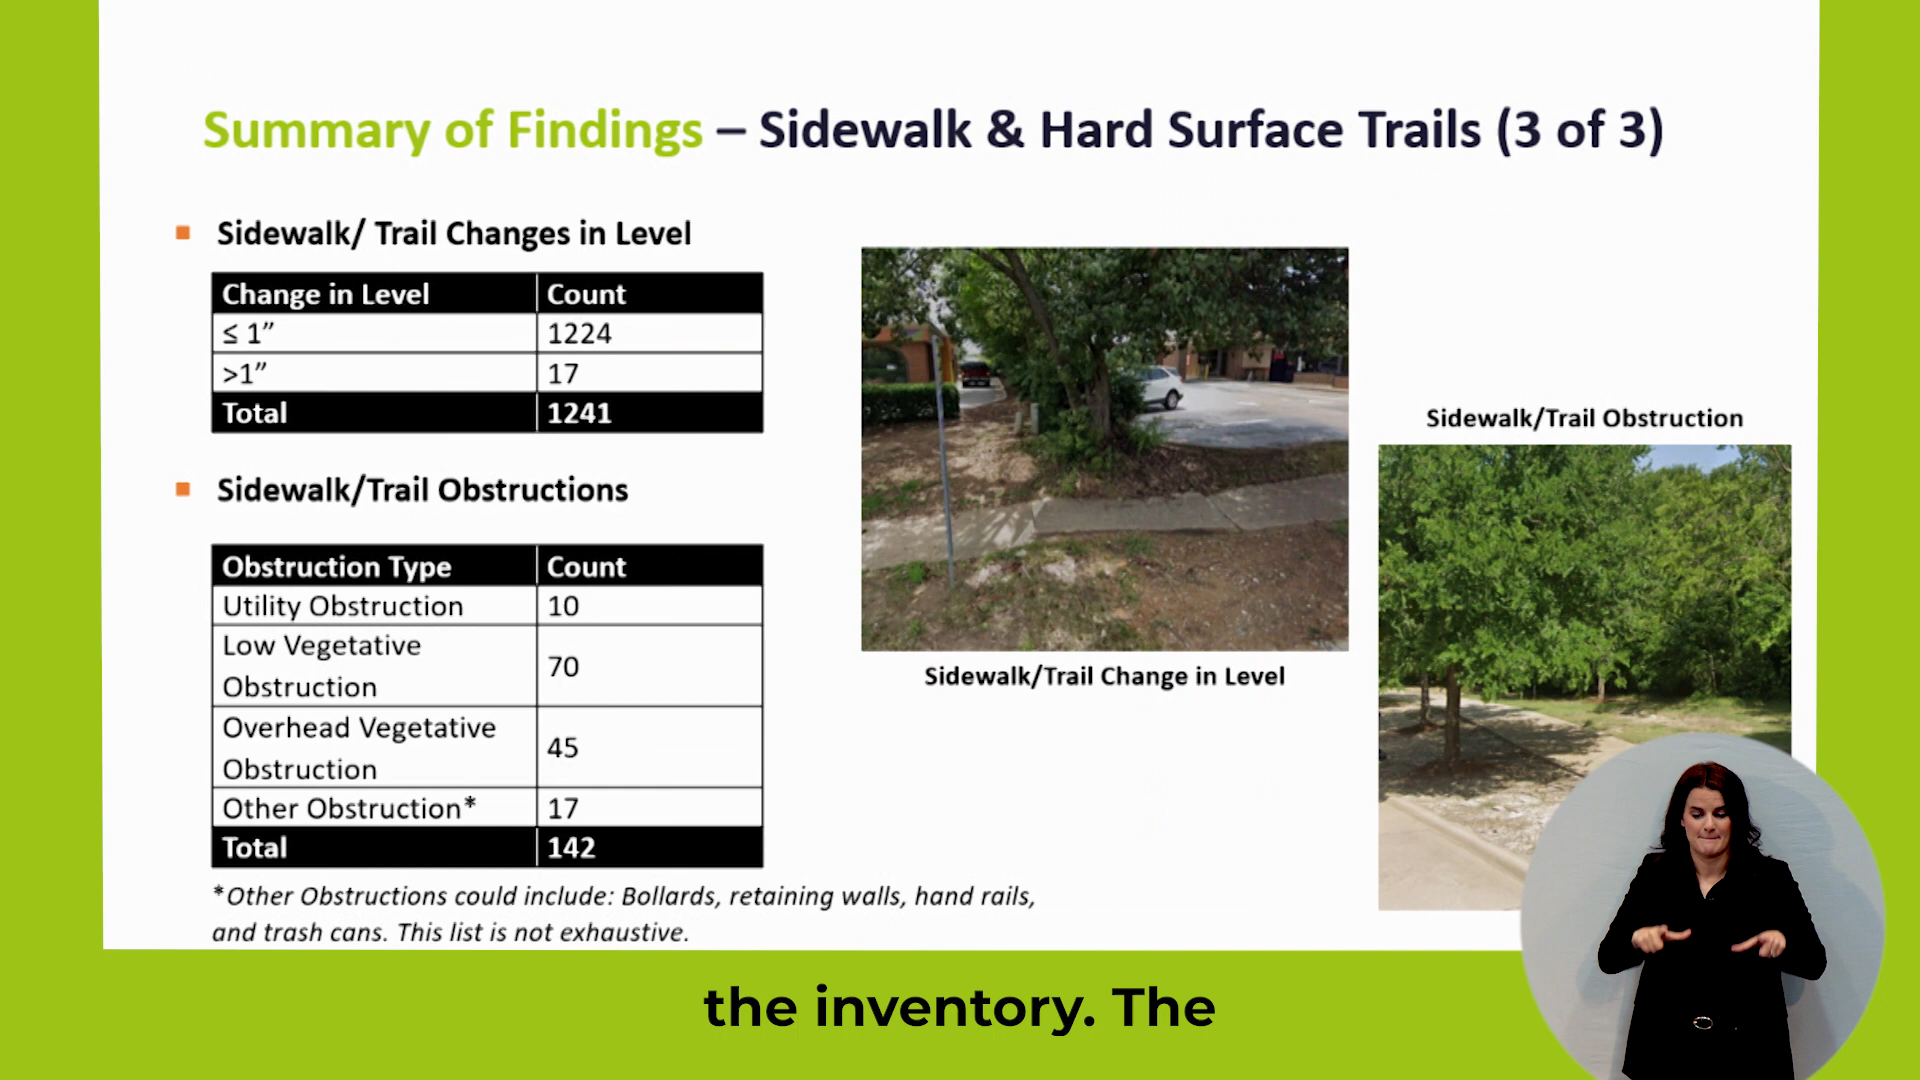 Summary of Findings – Sidewalk & Hard Surface Trails (3 of 3)
Sidewalk/ Trail Changes in Level
Change in Level Count
≤ 1” 1224
>1” 17
Total 1241
Sidewalk/Trail Obstructions
Obstruction Type Count
Utility Obstruction 10
Low Vegetative
Obstruction
70
Overhead Vegetative
Obstruction
45
Other Obstruction* 17
Total 142
*Other Obstructions could include: Bollards, retaining walls, hand rails,
and trash cans. This list is not exhaustive.
Sidewalk/Trail Change in Level
Sidewalk/Trail Obstruction
the inventory. The